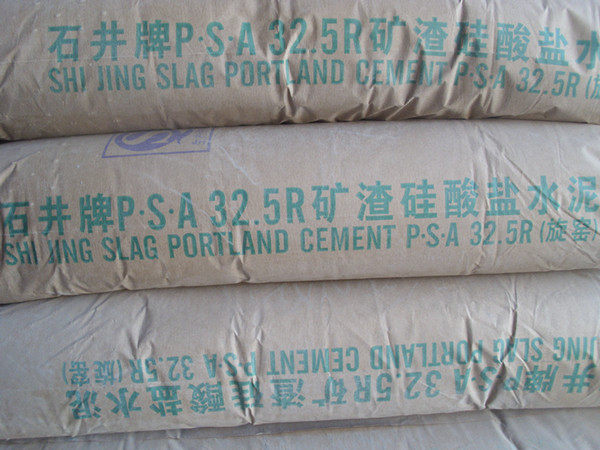 石井牌P·S·A 32.5R矿渣硅酸盐水
SHI JING SLAG PORTLAND CEMENT P·S·A 32.5R(
石井牌P·S·A 32.5R矿渣硅酸盐水泥
SHI JING SLAG PORTLAND CEMENT P·S·A 32.5R(旋窑)
井牌P·S·A 32.5R矿渣硅酸盐水泥
JING SLAG PORTLAND CEMENT P·S·A 32.5R(旋窑)